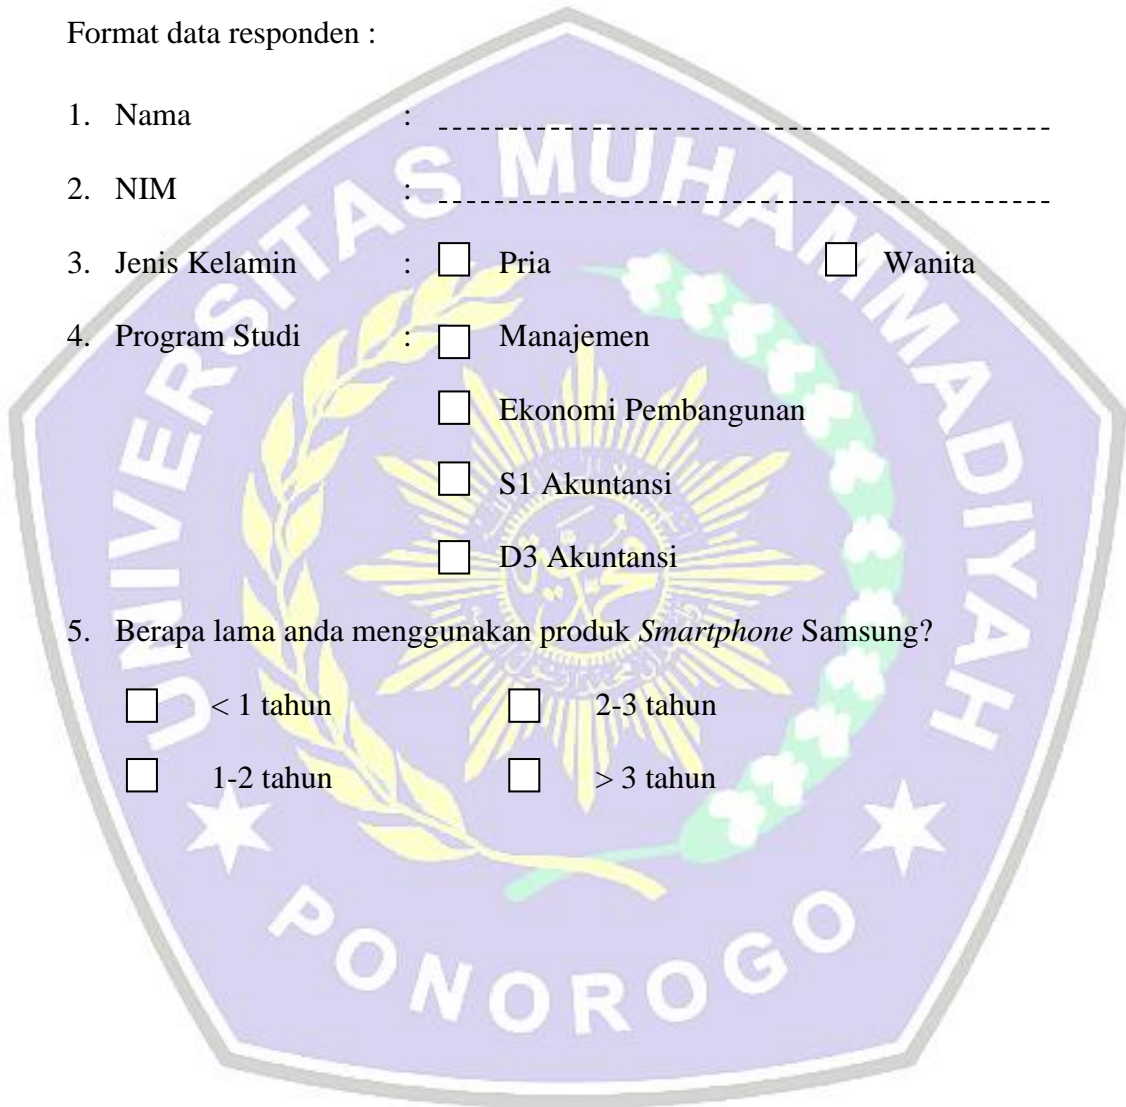 Format data responden :
1. Nama :
2. NIM :
3. Jenis Kelamin : Pria Wanita
4. Program Studi : Manajemen
Ekonomi Pembangunan
S1 Akuntansi
D3 Akuntansi
5. Berapa lama anda menggunakan produk Smartphone Samsung?
< 1 tahun 2-3 tahun
1-2 tahun > 3 tahun
UNIVERSITAS MUHAMMADIYAH
PONOROGO